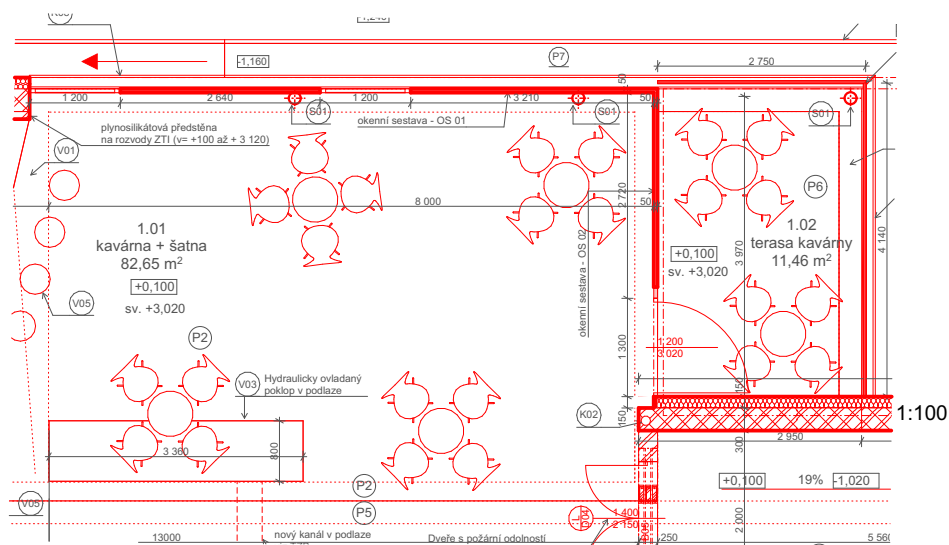 -1,160
P7
2 750
1 200
2 640
1 200
3 210
50
50
S01
S01
S01
okenní sestava - OS 01
plynosilikátová předstěna
na rozvody ZTI (v= +100 až + 3 120)
V01
8 000
2 720
50
P6
1.01
kavárna + šatna
82,65 m²
+0,100
sv. +3,020
1.02
terasa kavárny
11,46 m²
+0,100
sv. +3,020
3 970
4 140
okenní sestava - OS 02
V05
P2
1 300
1 200
3 020
150
V03
Hydraulicky ovladaný
poklop v podlaze
K02
150
1:100
3 360
800
300
2 950
P2
+0,100
19%
-1,020
V05
P5
D04
1 400
2 150
2 000
13000
nový kanál v podlaze
Dveře s požární odolností
250
5 560